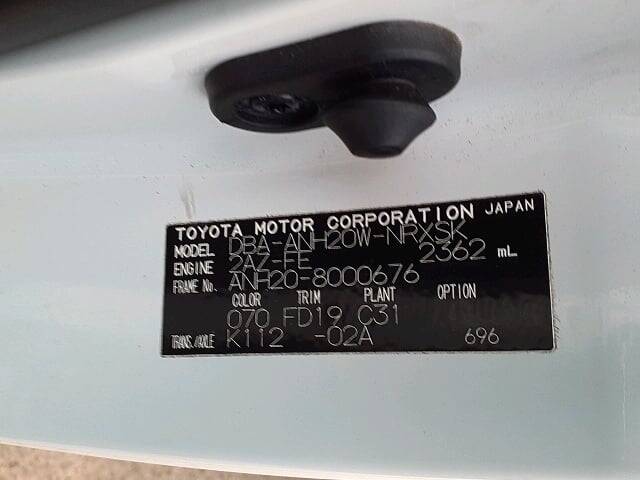 TOYOTA MOTOR CORPORATION JAPAN
MODEL DBA-ANH20W-NRXSK
ENGINE 2AZ-FE 2362 mL
FRAME No. ANH20-8000676
COLOR TRIM PLANT OPTION
070 FD19 C31
TRANS./AXLE K112 -02A 696